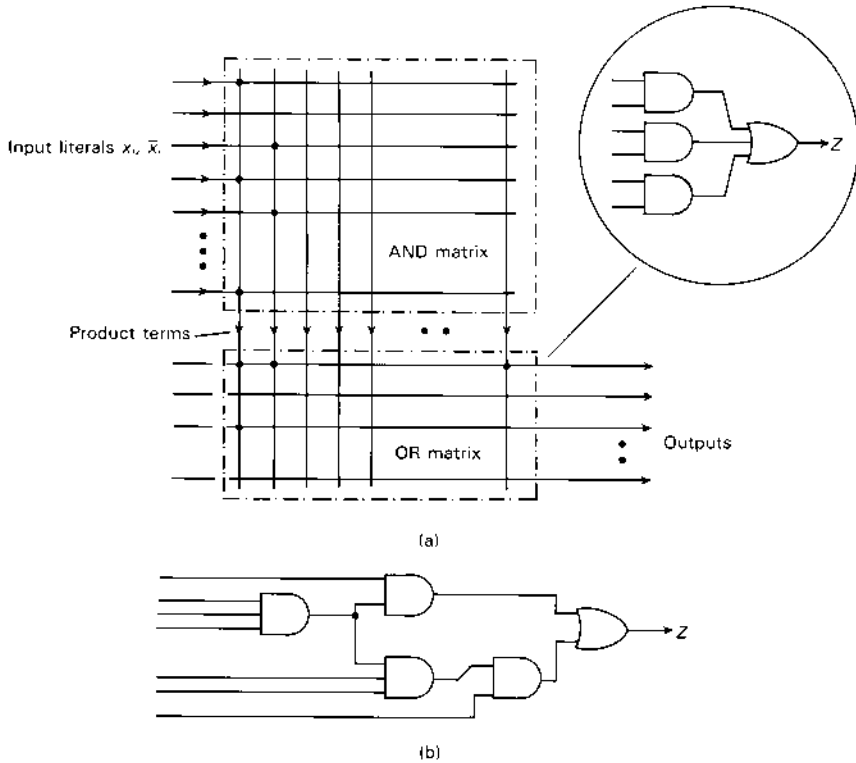 Z
Input literals xᵢ, x̄ᵢ
AND matrix
Product terms
OR matrix
Outputs
(a)
Z
(b)